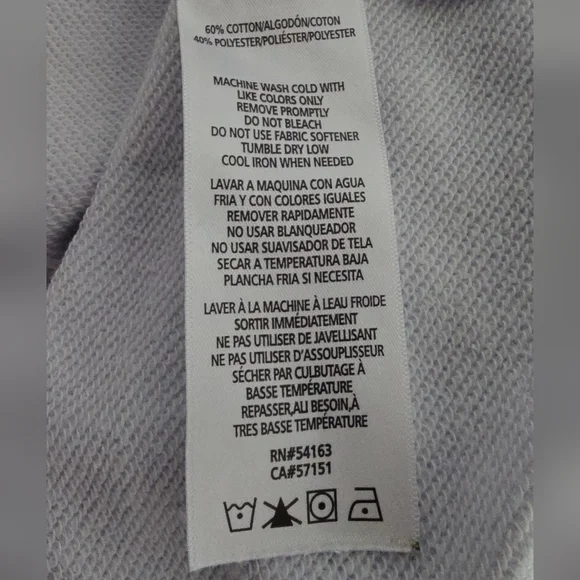 60% COTTON/ALGODÓN/COTON
40% POLYESTER/POLIÉSTER/POLYESTER
MACHINE WASH COLD WITH
LIKE COLORS ONLY
REMOVE PROMPTLY
DO NOT BLEACH
DO NOT USE FABRIC SOFTENER
TUMBLE DRY LOW
COOL IRON WHEN NEEDED
LAVAR A MAQUINA CON AGUA
FRIA Y CON COLORES IGUALES
REMOVER RAPIDAMENTE
NO USAR BLANQUEADOR
NO USAR SUAVISADOR DE TELA
SECAR A TEMPERATURA BAJA
PLANCHA FRIA SI NECESITA
LAVER À LA MACHINE À LEAU FROIDE
SORTIR IMMÉDIATEMENT
NE PAS UTILISER DE JAVELLISANT
NE PAS UTILISER D'ASSOUPLISSEUR
SÉCHER PAR CULBUTAGE À
BASSE TEMPÉRATURE
REPASSER,ALI BESOIN,À
TRES BASSE TEMPÉRATURE
RN#54163
CA#57151